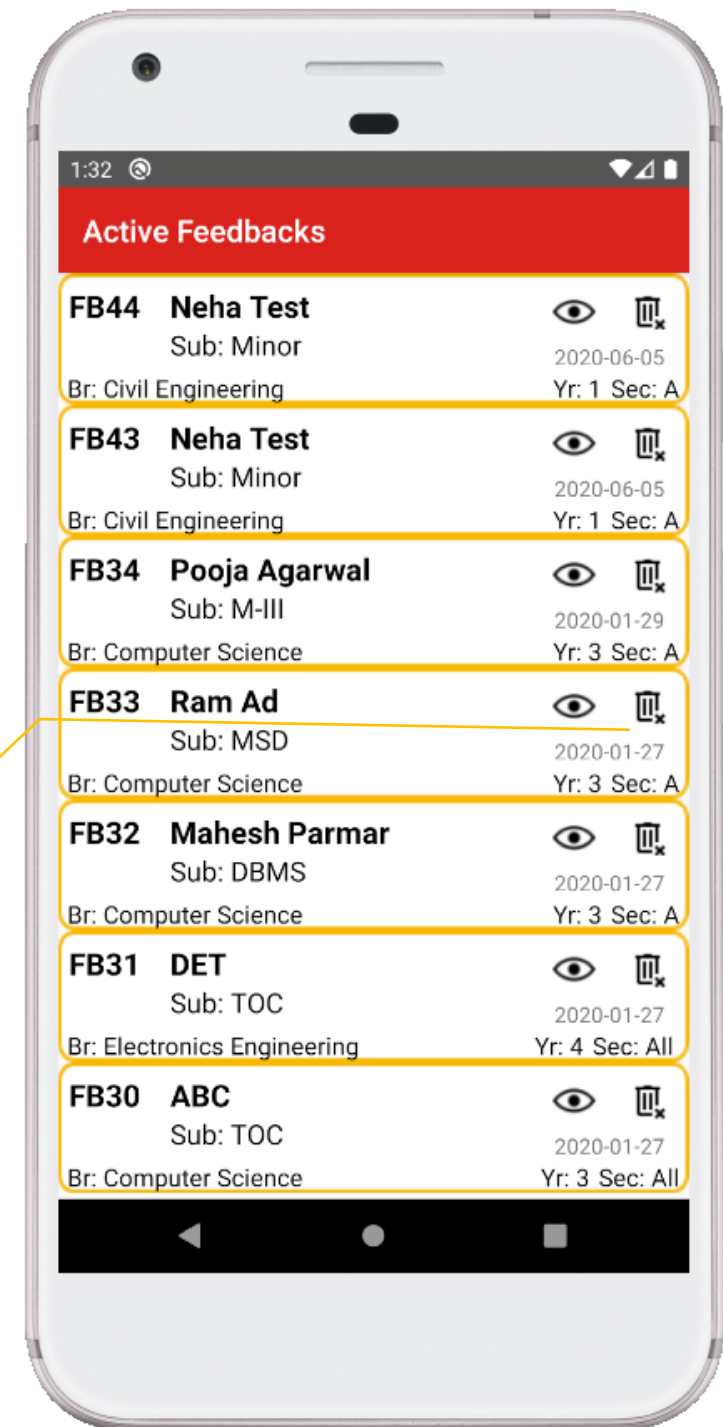 1:32
Active Feedbacks
FB44 Neha Test
Sub: Minor
2020-06-05
Br: Civil Engineering Yr: 1 Sec: A
FB43 Neha Test
Sub: Minor
2020-06-05
Br: Civil Engineering Yr: 1 Sec: A
FB34 Pooja Agarwal
Sub: M-III
2020-01-29
Br: Computer Science Yr: 3 Sec: A
FB33 Ram Ad
Sub: MSD
2020-01-27
Br: Computer Science Yr: 3 Sec: A
FB32 Mahesh Parmar
Sub: DBMS
2020-01-27
Br: Computer Science Yr: 3 Sec: A
FB31 DET
Sub: TOC
2020-01-27
Br: Electronics Engineering Yr: 4 Sec: All
FB30 ABC
Sub: TOC
2020-01-27
Br: Computer Science Yr: 3 Sec: All